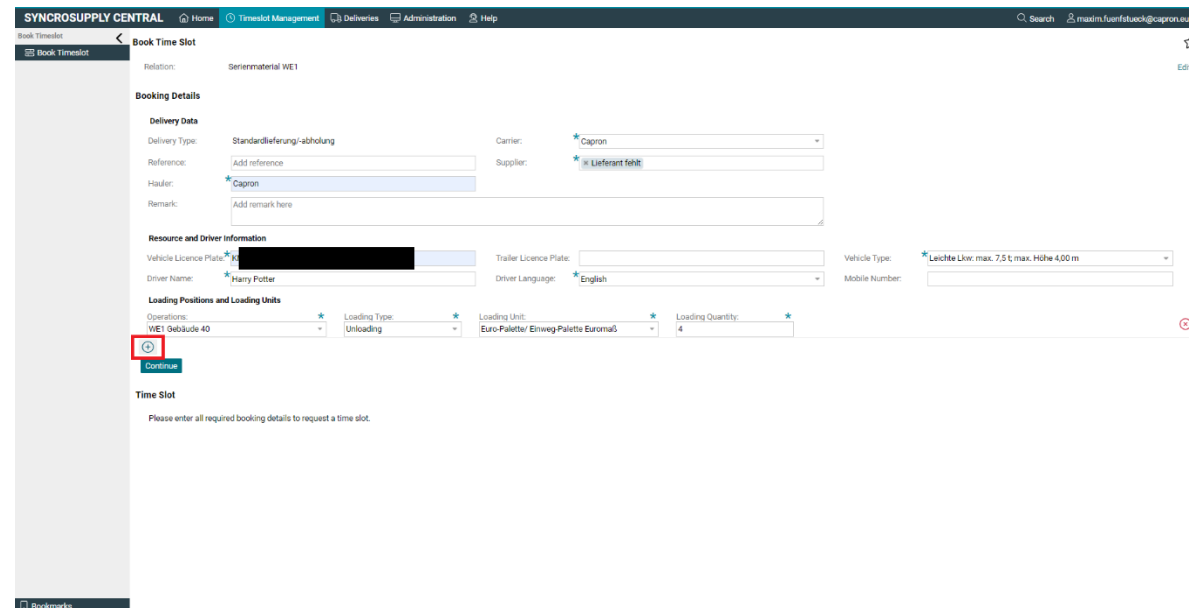 SYNCROSUPPLY CENTRAL Home Timeslot Management Deliveries Administration Help Search maxim.fuenfstueck@capron.eu
Book Timeslot
Book Timeslot
Book Time Slot
Relation: Serienmaterial WE1 Edi
Booking Details
Delivery Data
Delivery Type: Standardlieferung/-abholung Carrier: * Capron
Reference: Add reference Supplier: * Lieferant fehlt
Hauler: * Capron
Remark: Add remark here
Resource and Driver Information
Vehicle Licence Plate: * Trailer Licence Plate: Vehicle Type: * Leichte Lkw: max. 7,5 t; max. Höhe 4,00 m
Driver Name: * Harry Potter Driver Language: * English Mobile Number:
Loading Positions and Loading Units
Operations: * Loading Type: * Loading Unit: * Loading Quantity: *
WE1 Gebäude 40 Unloading Euro-Palette/ Einweg-Palette Euromaß 4
Continue
Time Slot
Please enter all required booking details to request a time slot.
Bookmarks